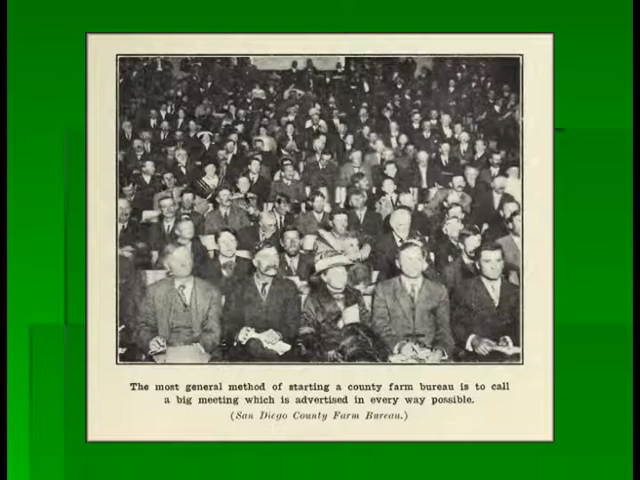 The most general method of starting a county farm bureau is to call
a big meeting which is advertised in every way possible.
(San Diego County Farm Bureau.)